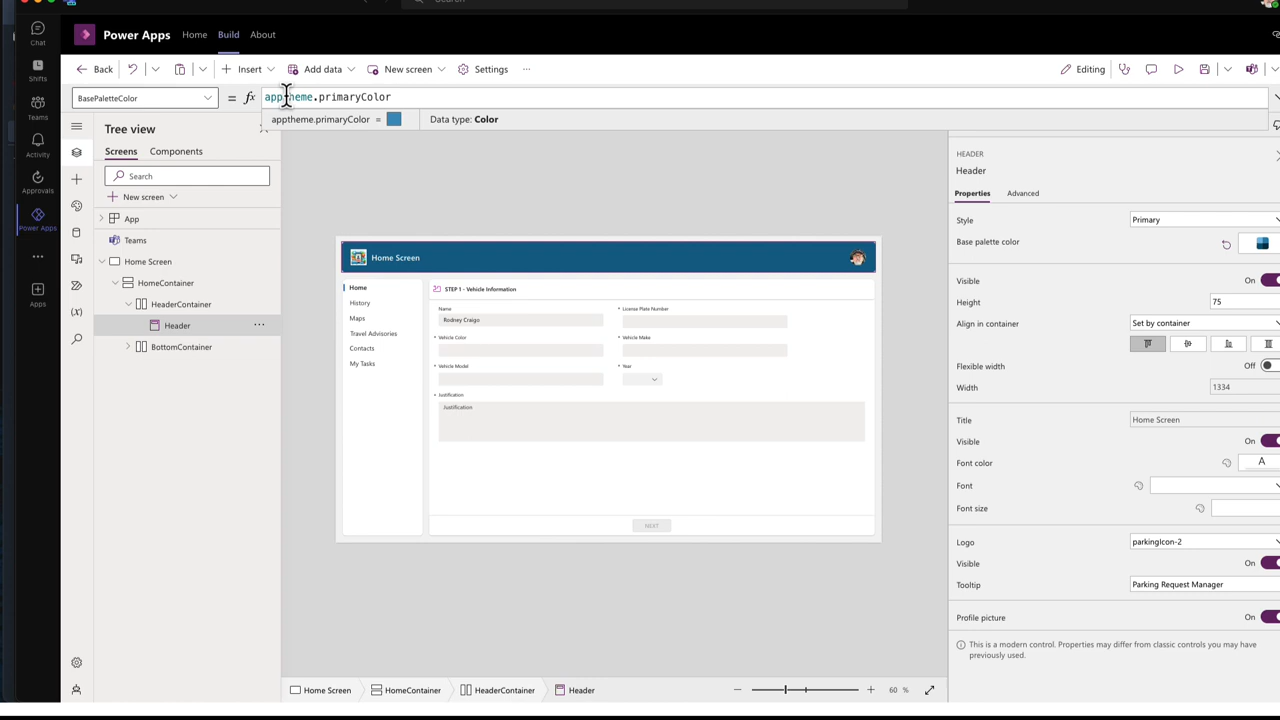 Search
Power Apps
Home
Build
About
Chat
Shifts
Teams
Activity
Approvals
Power Apps
Apps
Back
Insert
Add data
New screen
Settings
Editing
BasePaletteColor
=
fx
apptheme.primaryColor
apptheme.primaryColor =
Data type: Color
Tree view
Screens
Components
Search
New screen
App
Teams
Home Screen
HomeContainer
HeaderContainer
Header
BottomContainer
Home Screen
Home
History
Maps
Travel Advisories
Contacts
My Tasks
STEP 1 - Vehicle Information
Name
Rodney Craigo
* License Plate Number
* Vehicle Color
* Vehicle Make
* Vehicle Model
* Year
* Justification
Justification
NEXT
HEADER
Header
Properties
Advanced
Style
Primary
Base palette color
Visible
On
Height
75
Align in container
Set by container
Flexible width
Off
Width
1334
Title
Home Screen
Visible
On
Font color
A
Font
Font size
Logo
parkingIcon-2
Visible
On
Tooltip
Parking Request Manager
Profile picture
On
This is a modern control. Properties may differ from classic controls you may have
previously used.
Home Screen
HomeContainer
HeaderContainer
Header
60 %